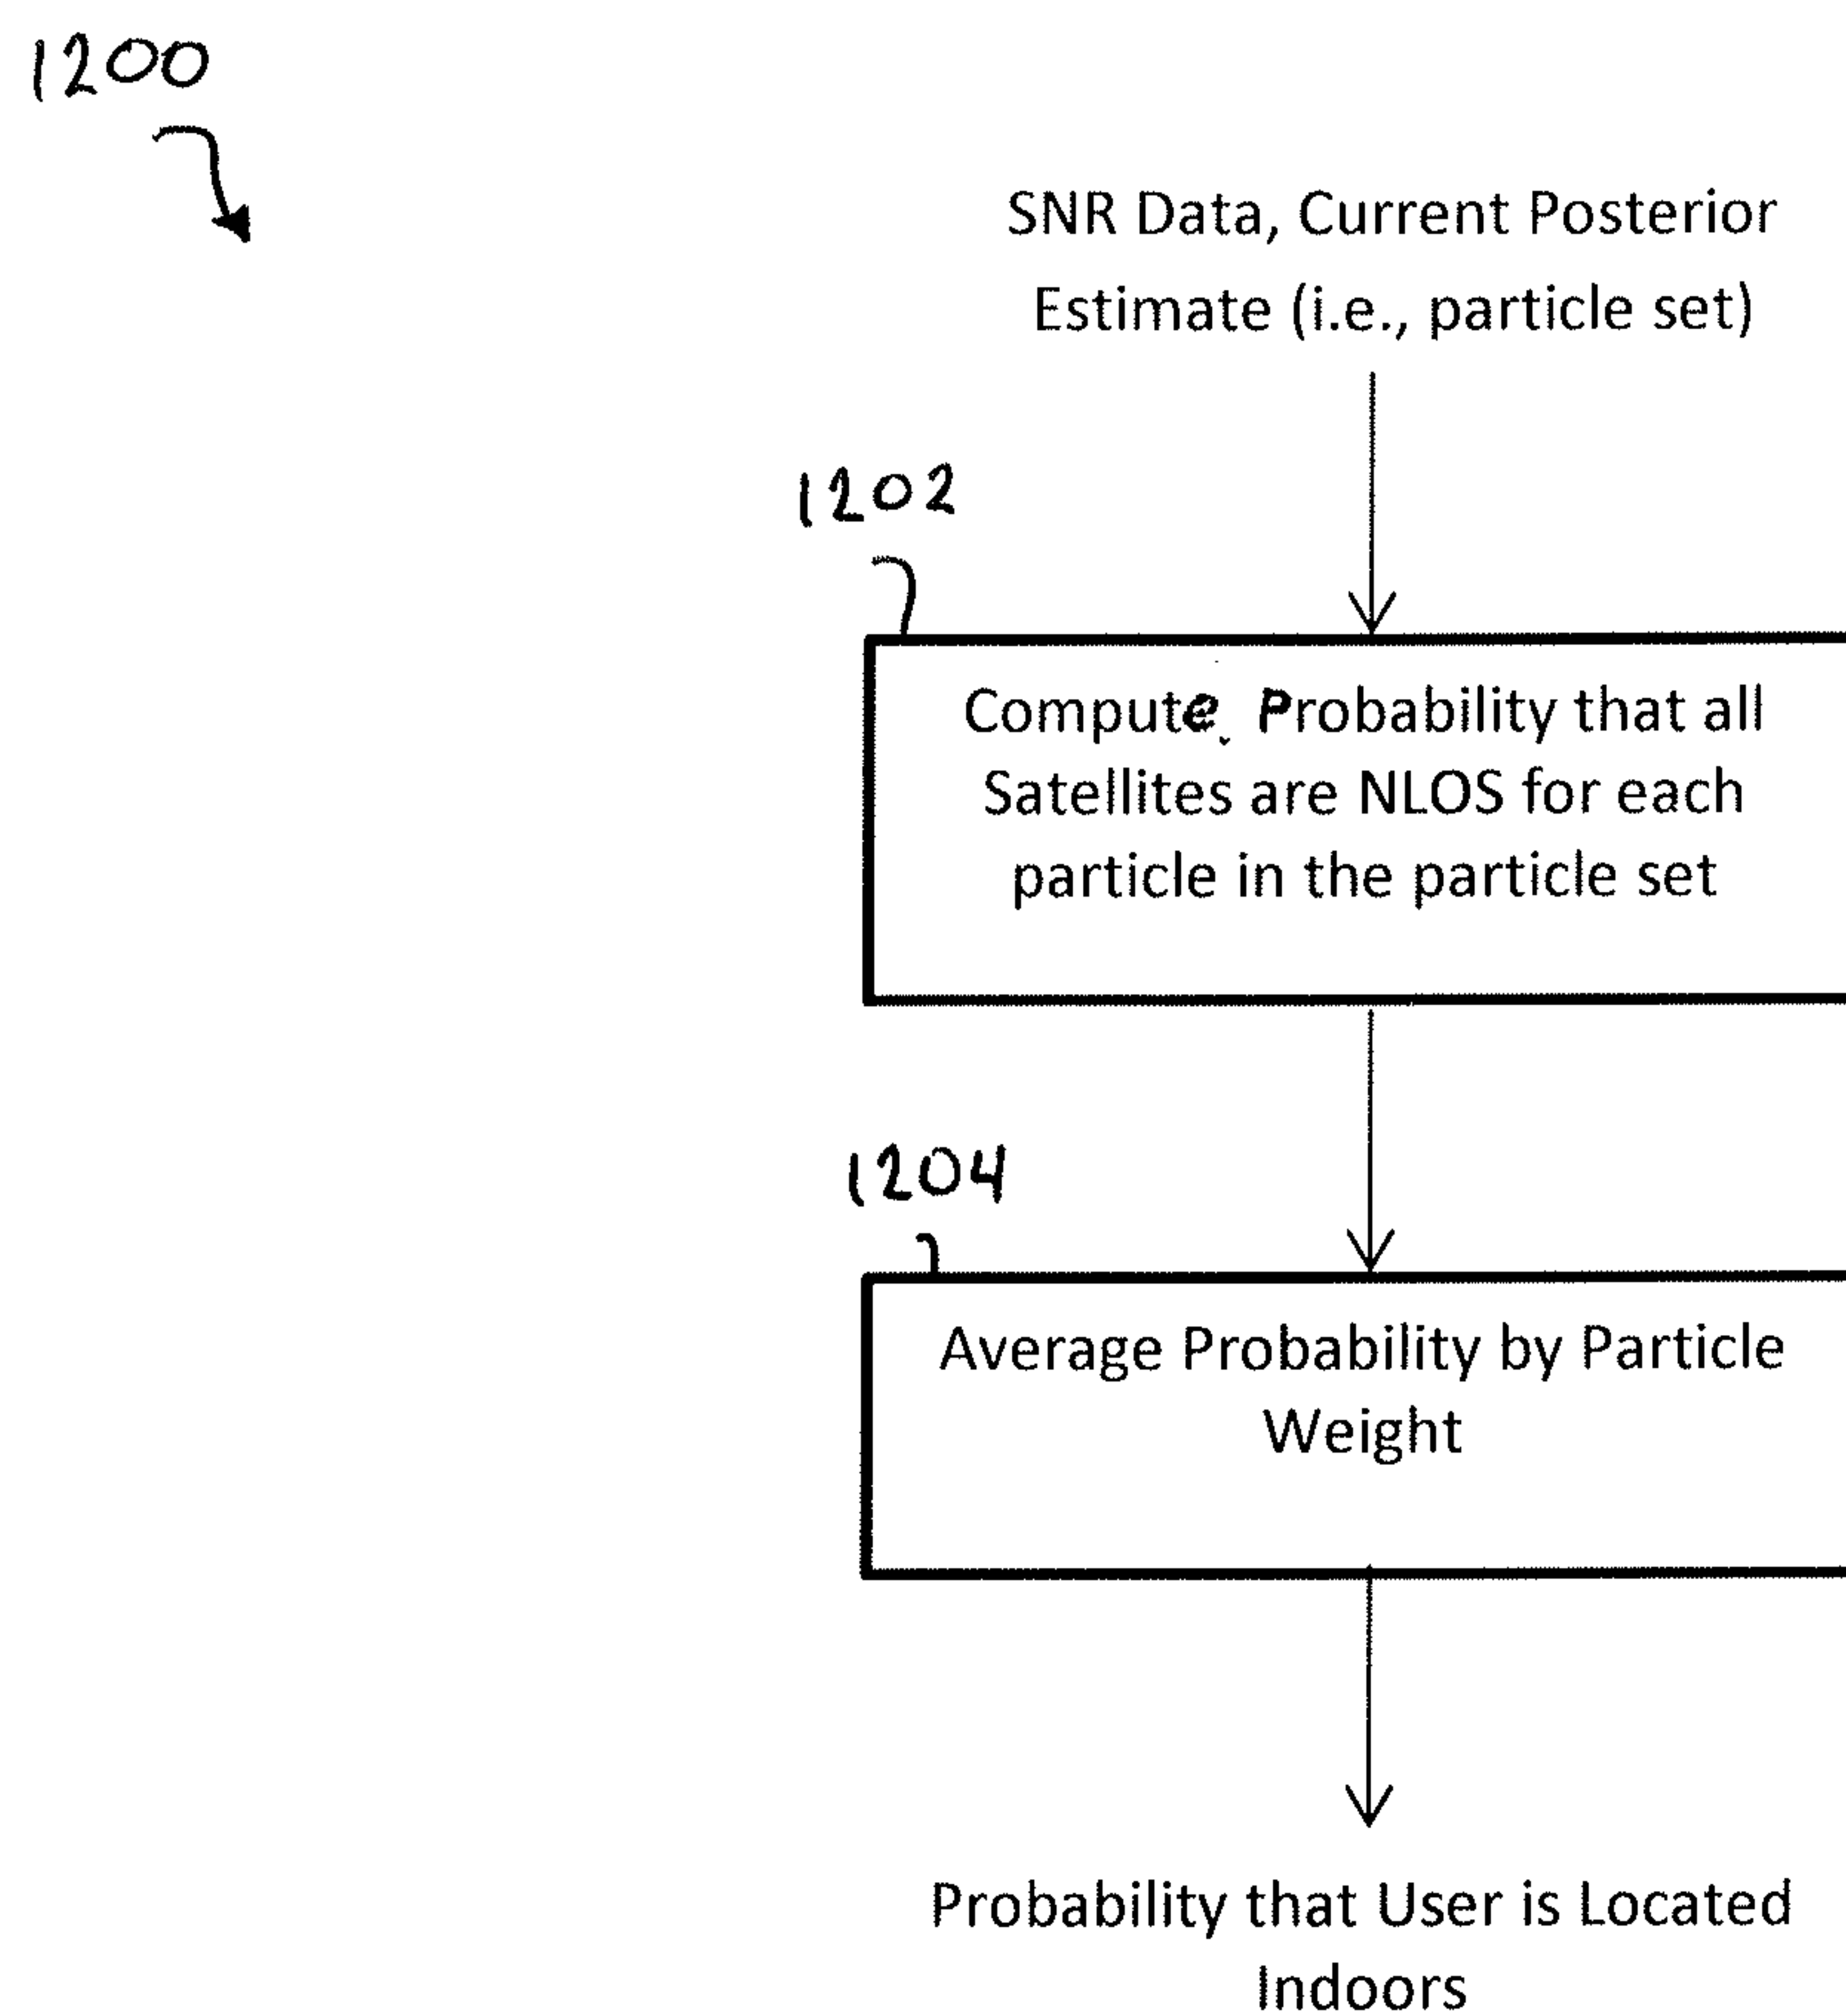 1200
SNR Data, Current Posterior
Estimate (i.e., particle set)
1202
Compute Probability that all
Satellites are NLOS for each
particle in the particle set
1204
Average Probability by Particle
Weight
Probability that User is Located
Indoors